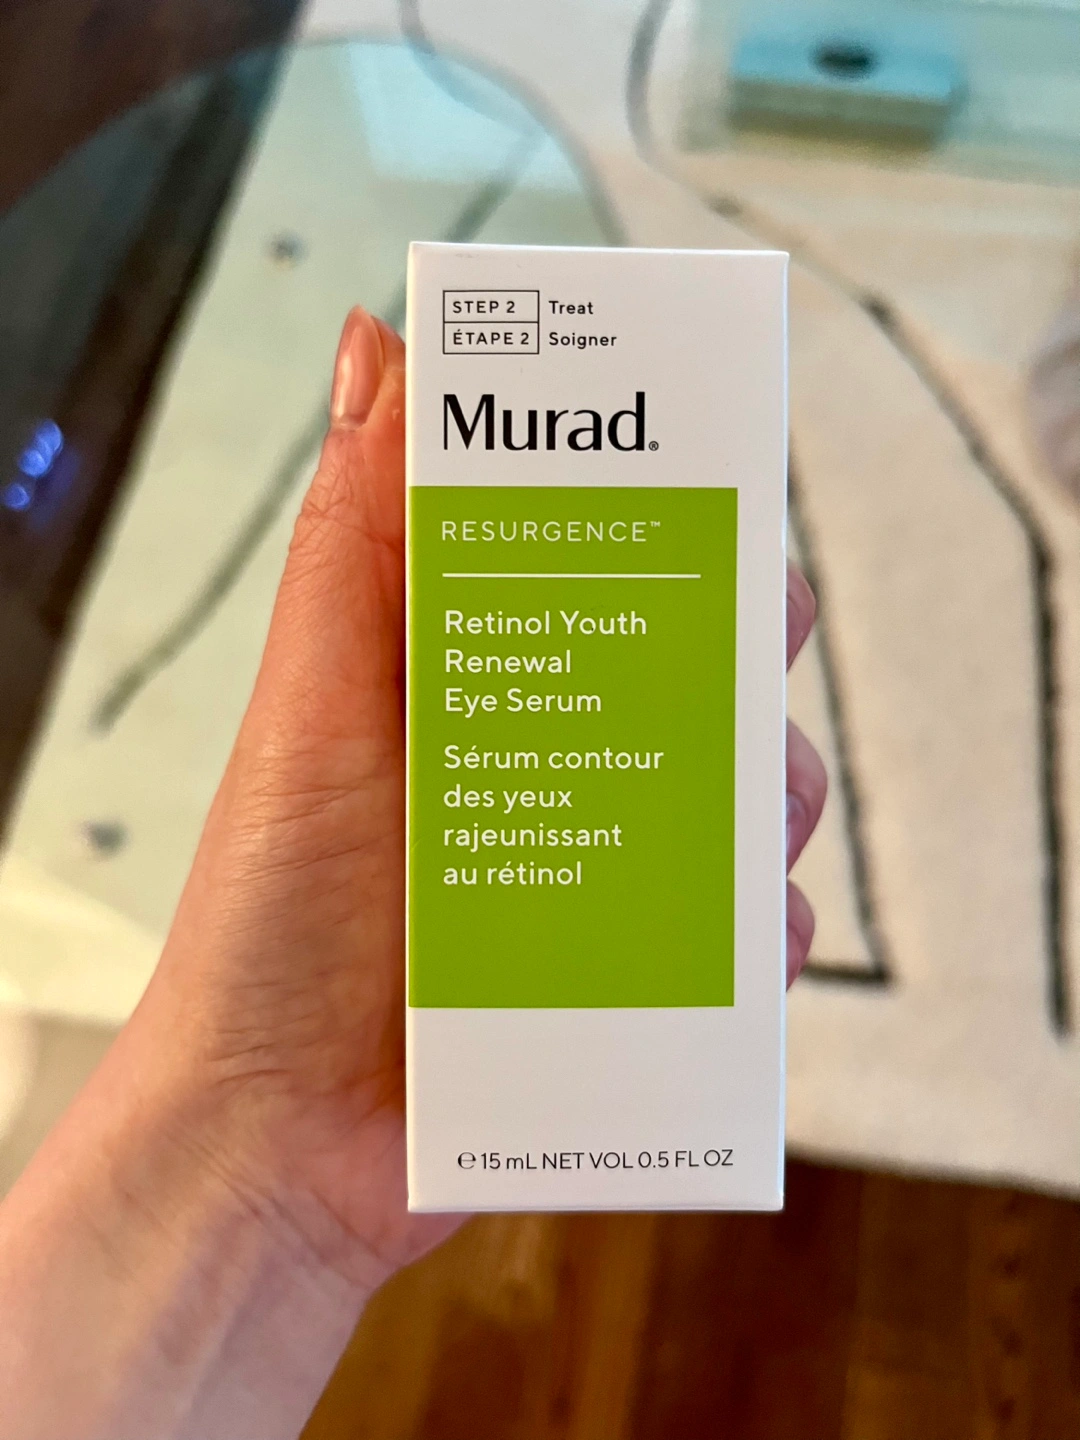 STEP 2 Treat
ÉTAPE 2 Soigner
Murad®
RESURGENCE™
Retinol Youth
Renewal
Eye Serum
Sérum contour
des yeux
rajeunissant
au rétinol
℮ 15 mL NET VOL 0.5 FL OZ